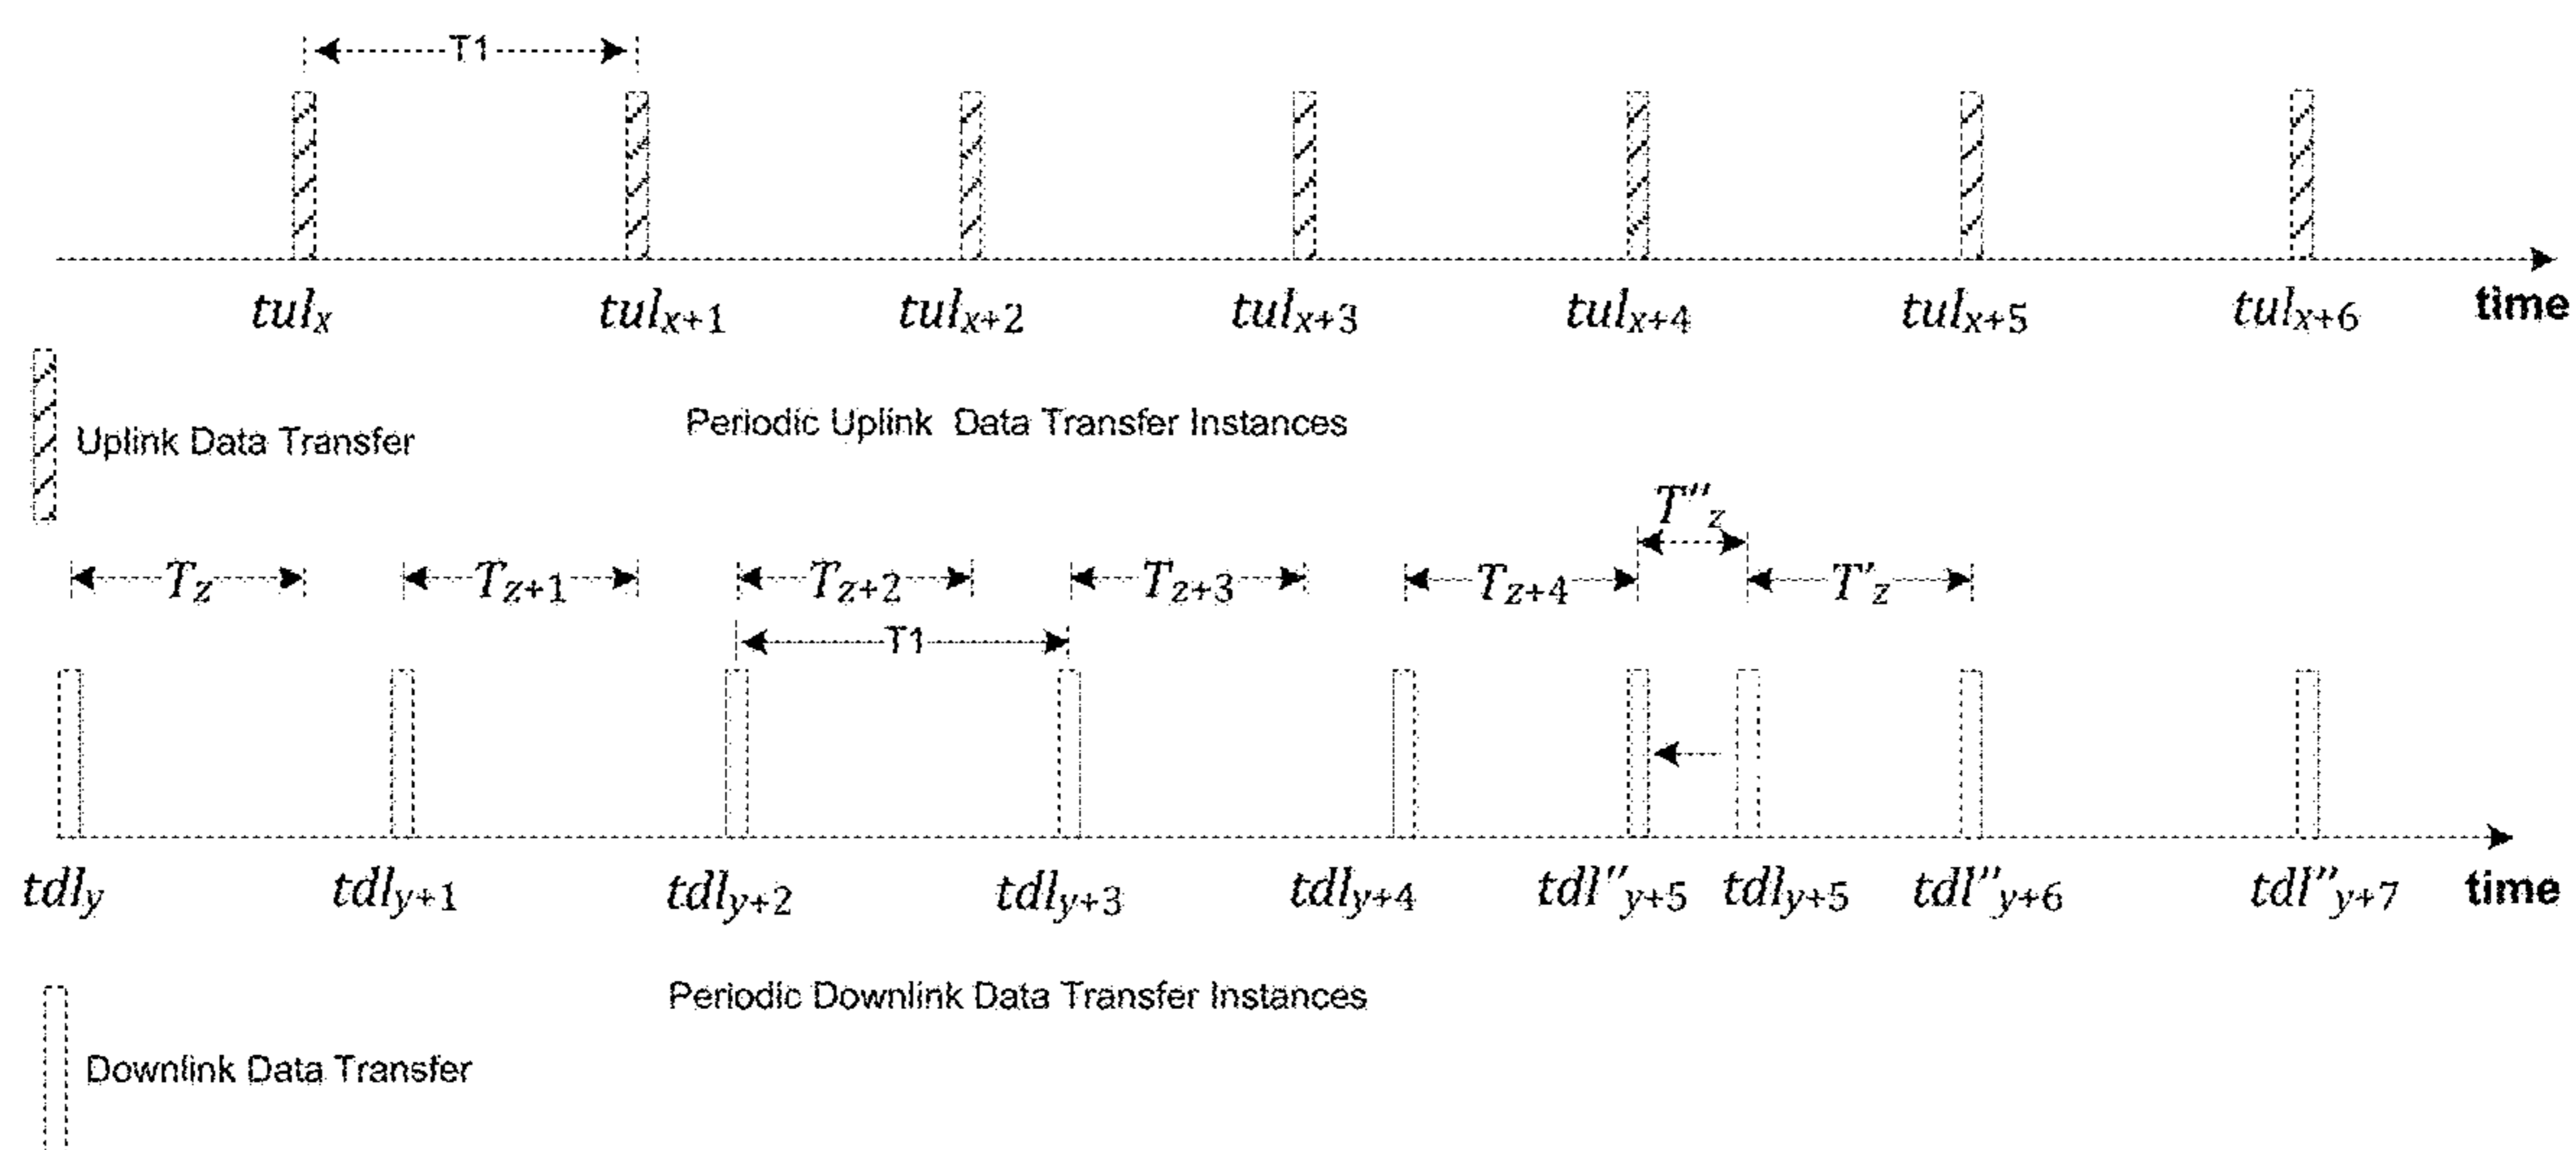 T1
tulx tulx+1 tulx+2 tulx+3 tulx+4 tulx+5 tulx+6 time
Uplink Data Transfer
Periodic Uplink Data Transfer Instances
T″z
Tz Tz+1 Tz+2 Tz+3 Tz+4 T′z
T1
tdly tdly+1 tdly+2 tdly+3 tdly+4 tdl″y+5 tdly+5 tdl″y+6 tdl″y+7 time
Periodic Downlink Data Transfer Instances
Downlink Data Transfer